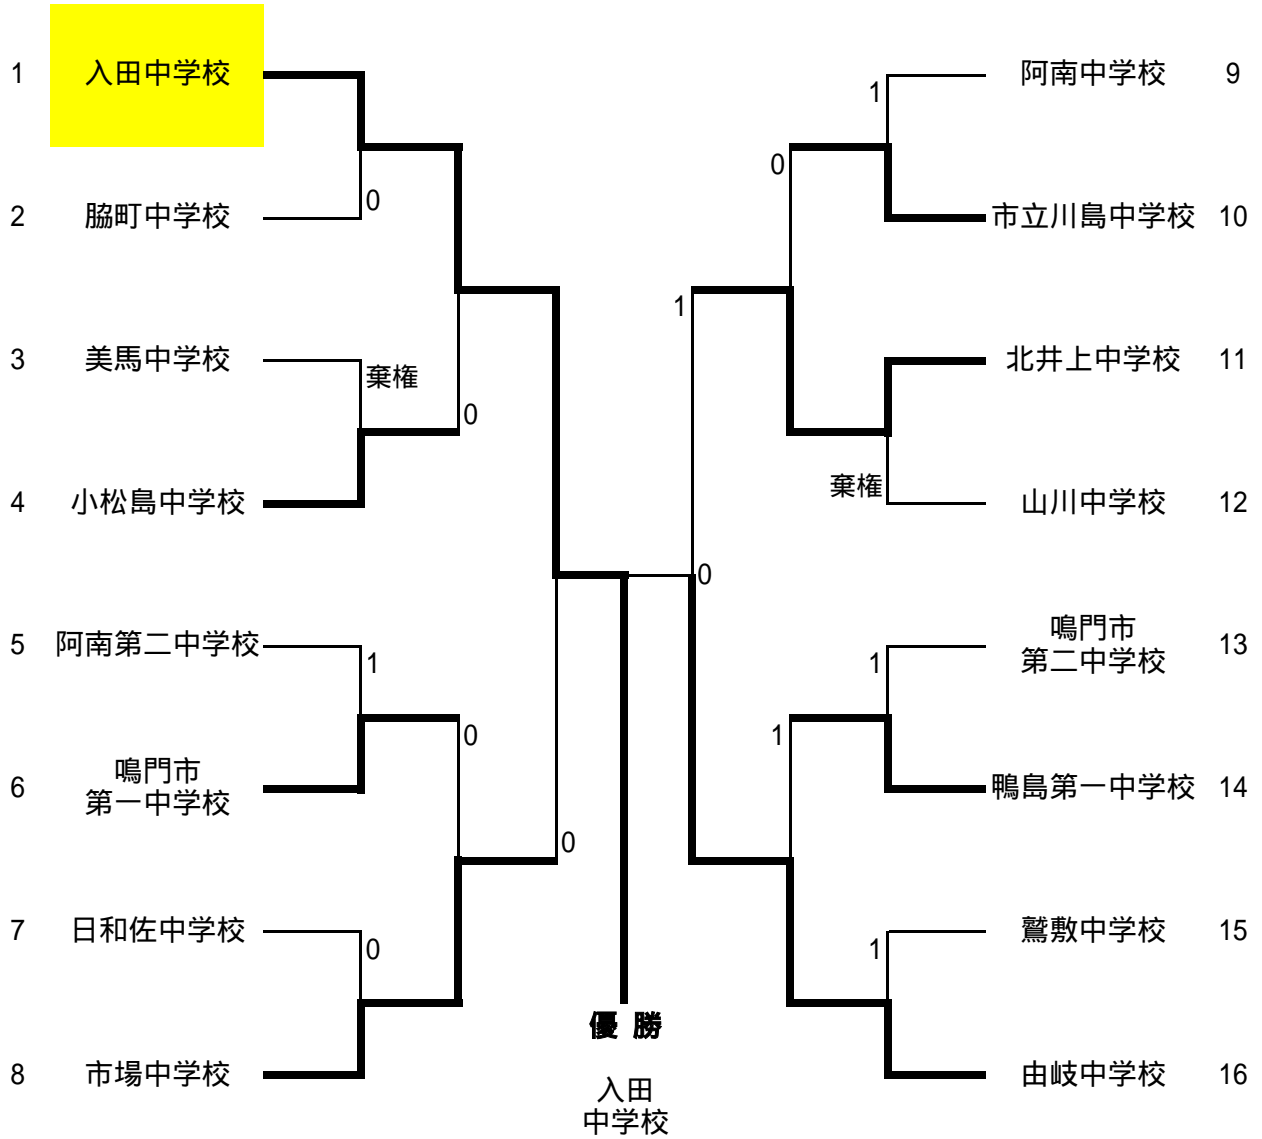 1 入田中学校
0
2 脇町中学校
3 美馬中学校
棄権
0
4 小松島中学校
5 阿南第二中学校
1
0
6 鳴門市
第一中学校
0
7 日和佐中学校
0
8 市場中学校
阿南中学校 9
1
0
市立川島中学校 10
1
北井上中学校 11
棄権
山川中学校 12
0
鳴門市
第二中学校 13
1
1
鴨島第一中学校 14
鷲敷中学校 15
1
由岐中学校 16
優 勝
入田
中学校